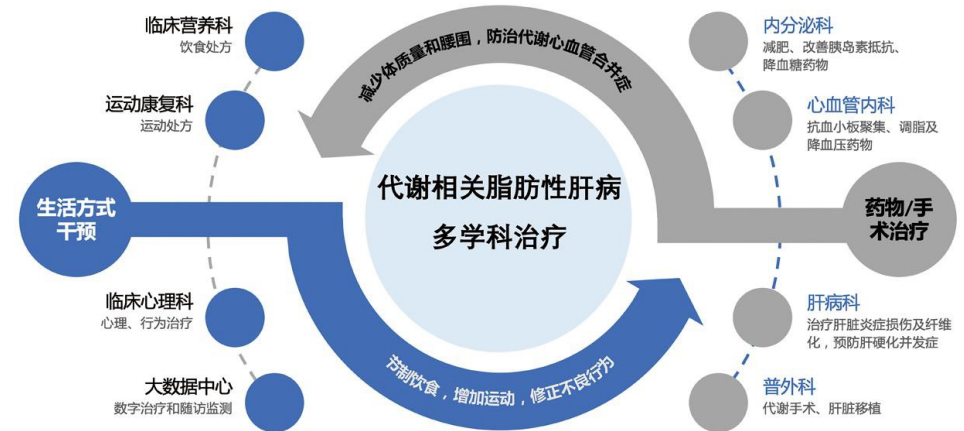 临床营养科
饮食处方
运动康复科
运动处方
生活方式
干预
临床心理科
心理、行为治疗
大数据中心
数字治疗和随访监测
减少体质量和腰围，防治代谢心血管合并症
代谢相关脂肪性肝病
多学科治疗
节制饮食，增加运动，修正不良行为
内分泌科
减肥、改善胰岛素抵抗、
降血糖药物
心血管内科
抗血小板聚集、调脂及
降血压药物
药物/手
术治疗
肝病科
治疗肝脏炎症损伤及纤维
化，预防肝硬化并发症
普外科
代谢手术、肝脏移植